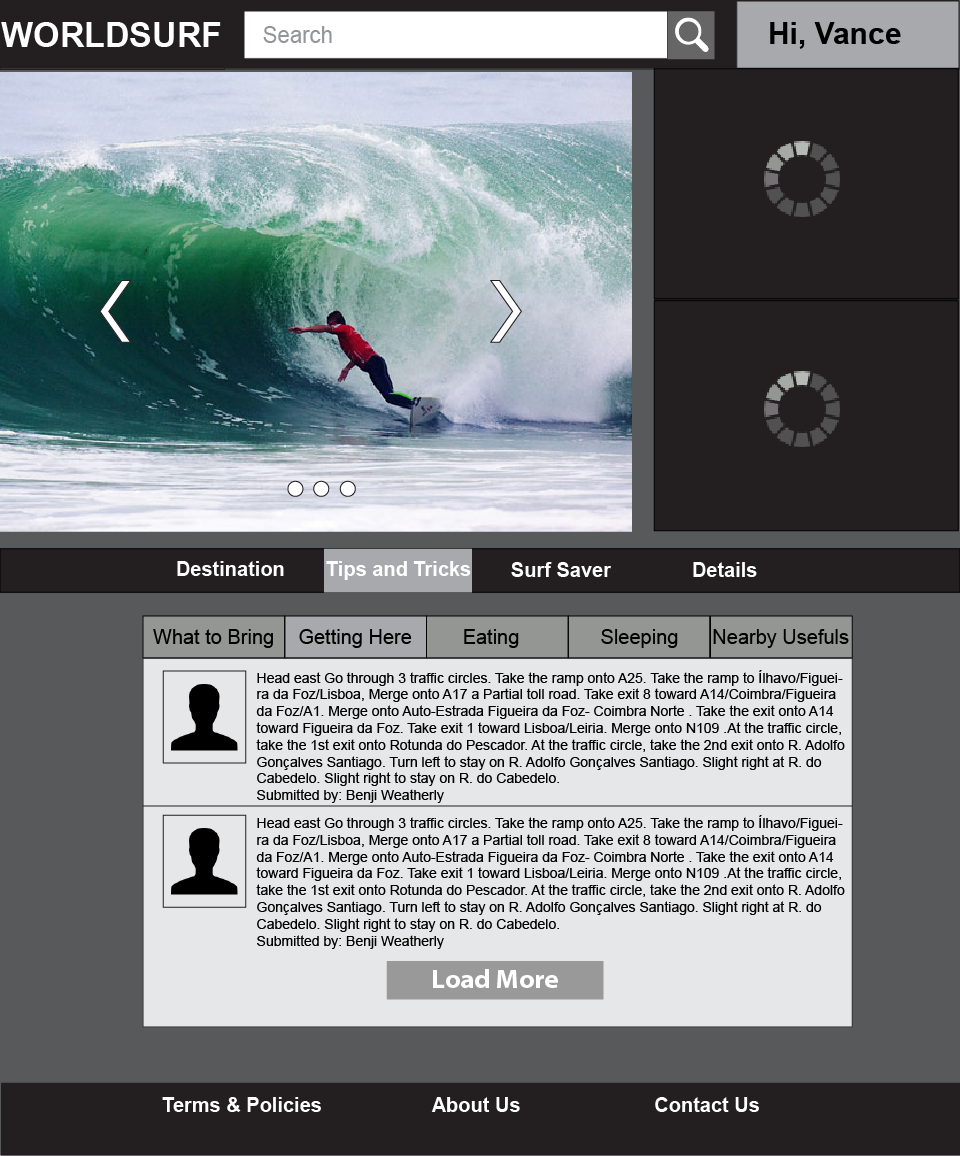 WORLDSURF
Search
Hi, Vance
Destination
Tips and Tricks
Surf Saver
Details
What to Bring
Getting Here
Eating
Sleeping
Nearby Usefuls
Head east Go through 3 traffic circles. Take the ramp onto A25. Take the ramp to Ílhavo/Figuei-
ra da Foz/Lisboa, Merge onto A17 a Partial toll road. Take exit 8 toward A14/Coimbra/Figueira
da Foz/A1. Merge onto Auto-Estrada Figueira da Foz- Coimbra Norte . Take the exit onto A14
toward Figueira da Foz. Take exit 1 toward Lisboa/Leiria. Merge onto N109 .At the traffic circle,
take the 1st exit onto Rotunda do Pescador. At the traffic circle, take the 2nd exit onto R. Adolfo
Gonçalves Santiago. Turn left to stay on R. Adolfo Gonçalves Santiago. Slight right at R. do
Cabedelo. Slight right to stay on R. do Cabedelo.
Submitted by: Benji Weatherly
Head east Go through 3 traffic circles. Take the ramp onto A25. Take the ramp to Ílhavo/Figuei-
ra da Foz/Lisboa, Merge onto A17 a Partial toll road. Take exit 8 toward A14/Coimbra/Figueira
da Foz/A1. Merge onto Auto-Estrada Figueira da Foz- Coimbra Norte . Take the exit onto A14
toward Figueira da Foz. Take exit 1 toward Lisboa/Leiria. Merge onto N109 .At the traffic circle,
take the 1st exit onto Rotunda do Pescador. At the traffic circle, take the 2nd exit onto R. Adolfo
Gonçalves Santiago. Turn left to stay on R. Adolfo Gonçalves Santiago. Slight right at R. do
Cabedelo. Slight right to stay on R. do Cabedelo.
Submitted by: Benji Weatherly
Load More
Terms & Policies
About Us
Contact Us